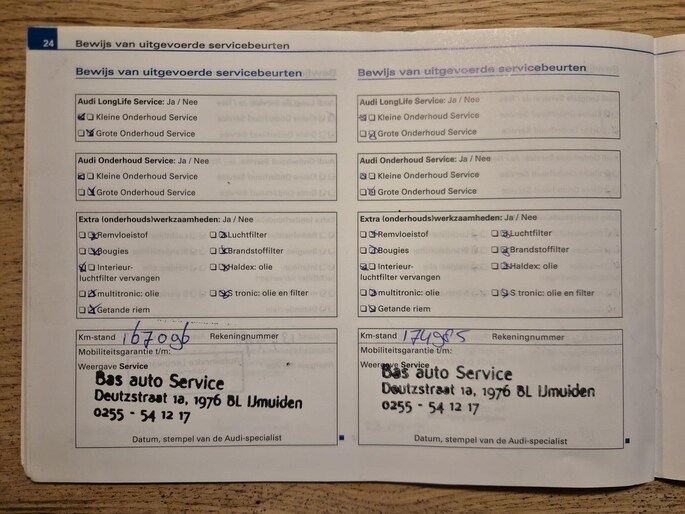 24 Bewijs van uitgevoerde servicebeurten
Bewijs van uitgevoerde servicebeurten
Audi LongLife Service: Ja / Nee
Kleine Onderhoud Service
Grote Onderhoud Service
Audi Onderhoud Service: Ja / Nee
Kleine Onderhoud Service
Grote Onderhoud Service
Extra (onderhouds)werkzaamheden: Ja / Nee
Remvloeistof Luchtfilter
Bougies Brandstoffilter
Interieur- Haldex: olie
luchtfilter vervangen
multitronic: olie S tronic: olie en filter
Getande riem
Km-stand 167096 Rekeningnummer
Mobiliteitsgarantie t/m:
Weergave Service
Bas auto Service
Deutzstraat 1a, 1976 BL IJmuiden
0255 - 54 12 17
Datum, stempel van de Audi-specialist
Bewijs van uitgevoerde servicebeurten
Audi LongLife Service: Ja / Nee
Kleine Onderhoud Service
Grote Onderhoud Service
Audi Onderhoud Service: Ja / Nee
Kleine Onderhoud Service
Grote Onderhoud Service
Extra (onderhouds)werkzaamheden: Ja / Nee
Remvloeistof Luchtfilter
Bougies Brandstoffilter
Interieur- Haldex: olie
luchtfilter vervangen
multitronic: olie S tronic: olie en filter
Getande riem
Km-stand 174985 Rekeningnummer
Mobiliteitsgarantie t/m:
Weergave Service
Bas auto Service
Deutzstraat 1a, 1976 BL IJmuiden
0255 - 54 12 17
Datum, stempel van de Audi-specialist